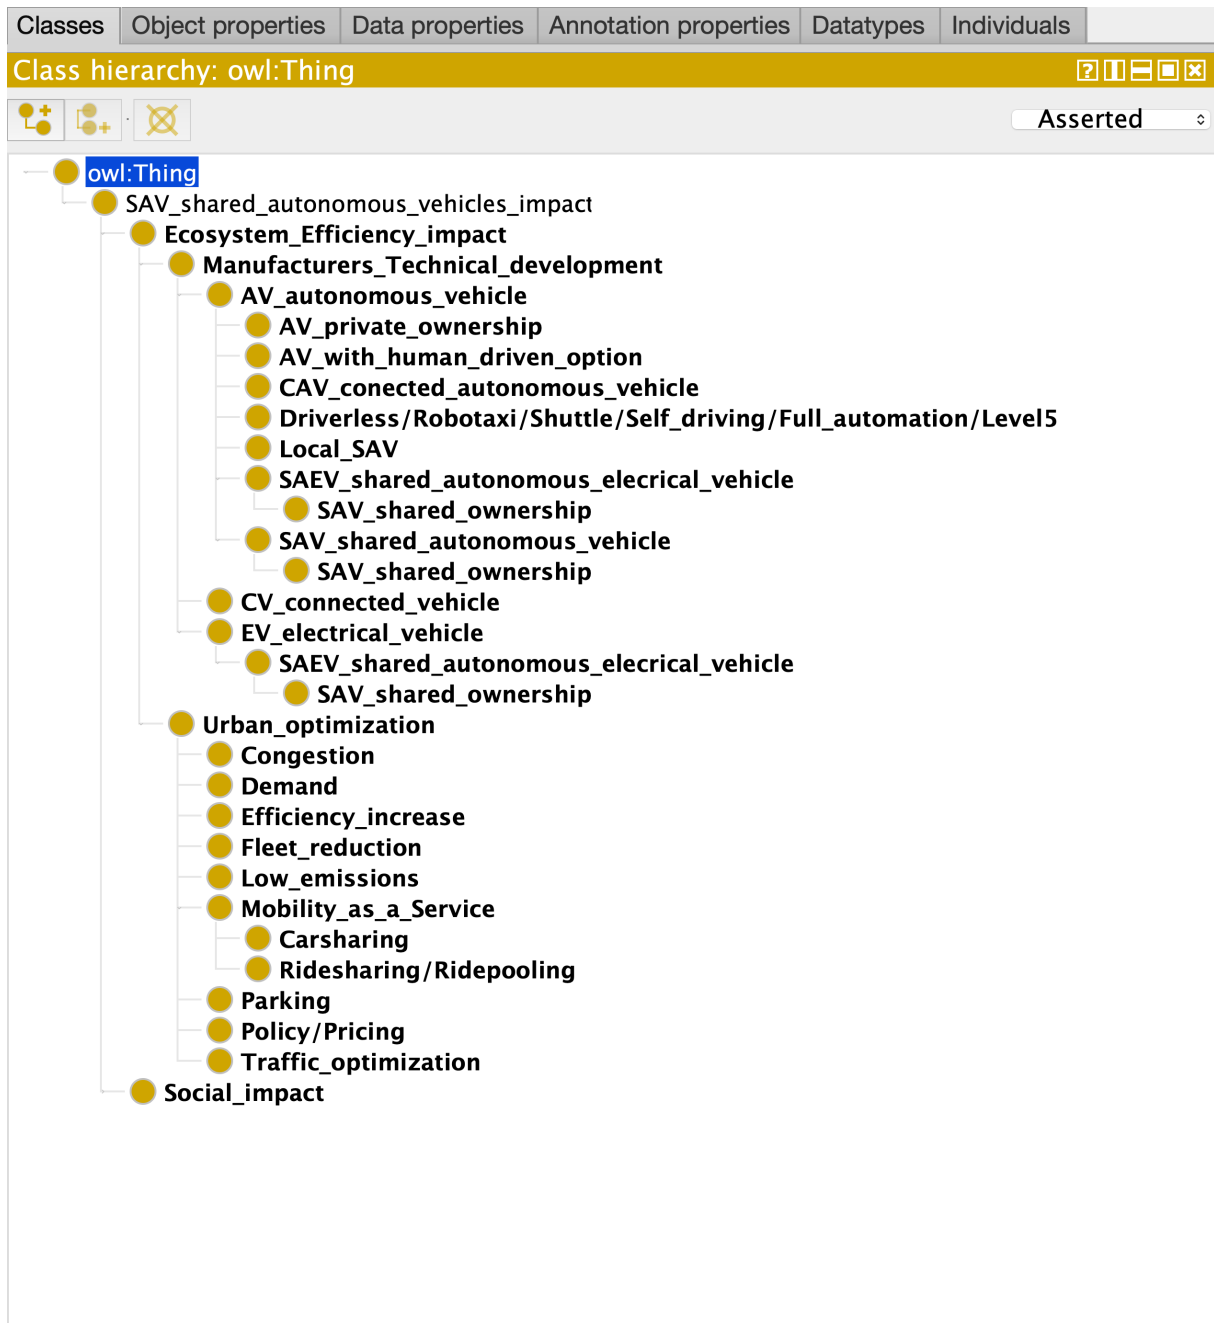 Classes Object properties Data properties Annotation properties Datatypes Individuals
Class hierarchy: owl:Thing
Asserted
owl:Thing
SAV_shared_autonomous_vehicles_impact
Ecosystem_Efficiency_impact
Manufacturers_Technical_development
AV_autonomous_vehicle
AV_private_ownership
AV_with_human_driven_option
CAV_conected_autonomous_vehicle
Driverless/Robotaxi/Shuttle/Self_driving/Full_automation/Level5
Local_SAV
SAEV_shared_autonomous_elecrical_vehicle
SAV_shared_ownership
SAV_shared_autonomous_vehicle
SAV_shared_ownership
CV_connected_vehicle
EV_electrical_vehicle
SAEV_shared_autonomous_elecrical_vehicle
SAV_shared_ownership
Urban_optimization
Congestion
Demand
Efficiency_increase
Fleet_reduction
Low_emissions
Mobility_as_a_Service
Carsharing
Ridesharing/Ridepooling
Parking
Policy/Pricing
Traffic_optimization
Social_impact